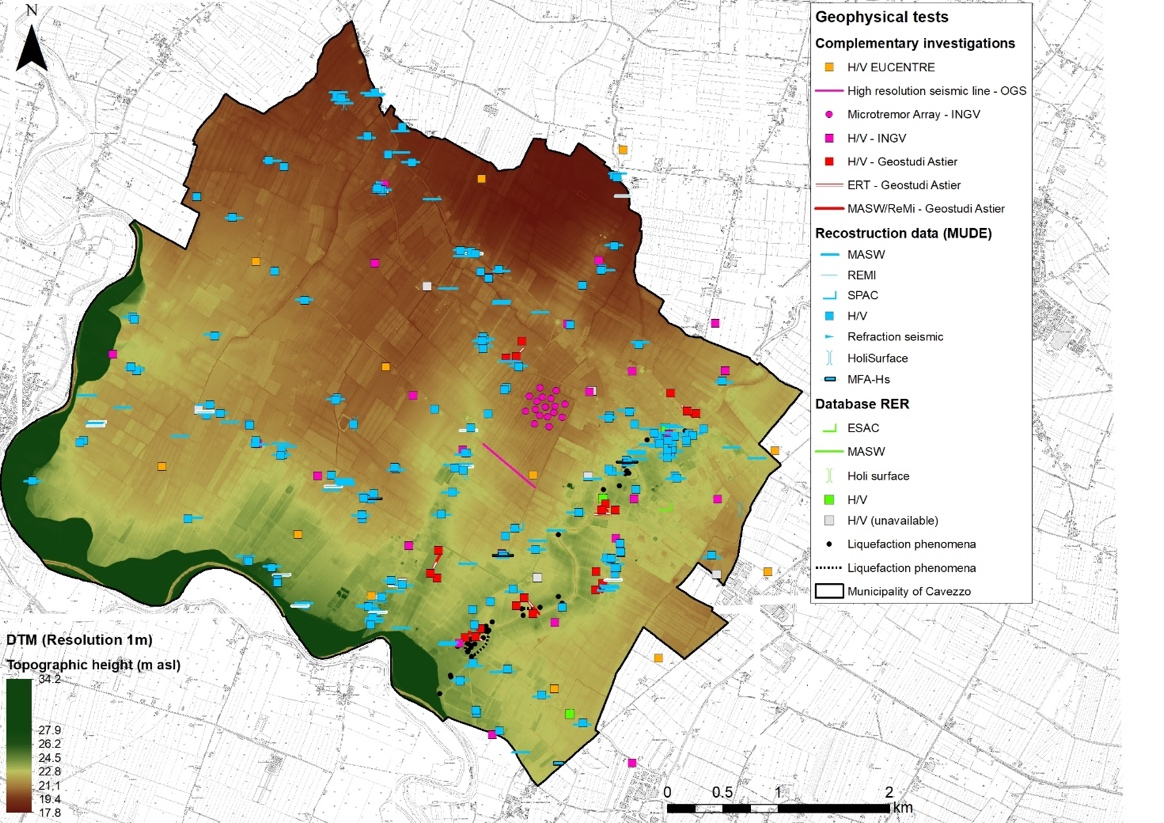 N
Geophysical tests
Complementary investigations
H/V EUCENTRE
High resolution seismic line - OGS
Microtremor Array - INGV
H/V - INGV
H/V - Geostudi Astier
ERT - Geostudi Astier
MASW/ReMi - Geostudi Astier
Recostruction data (MUDE)
MASW
REMI
SPAC
H/V
Refraction seismic
HoliSurface
MFA-Hs
Database RER
ESAC
MASW
Holi surface
H/V
H/V (unavailable)
Liquefaction phenomena
Liquefaction phenomena
Municipality of Cavezzo
DTM (Resolution 1m)
Topographic height (m asl)
34.2
27.9
26.2
24.5
22.8
21.1
19.4
17.8
0 0.5 1 2
km